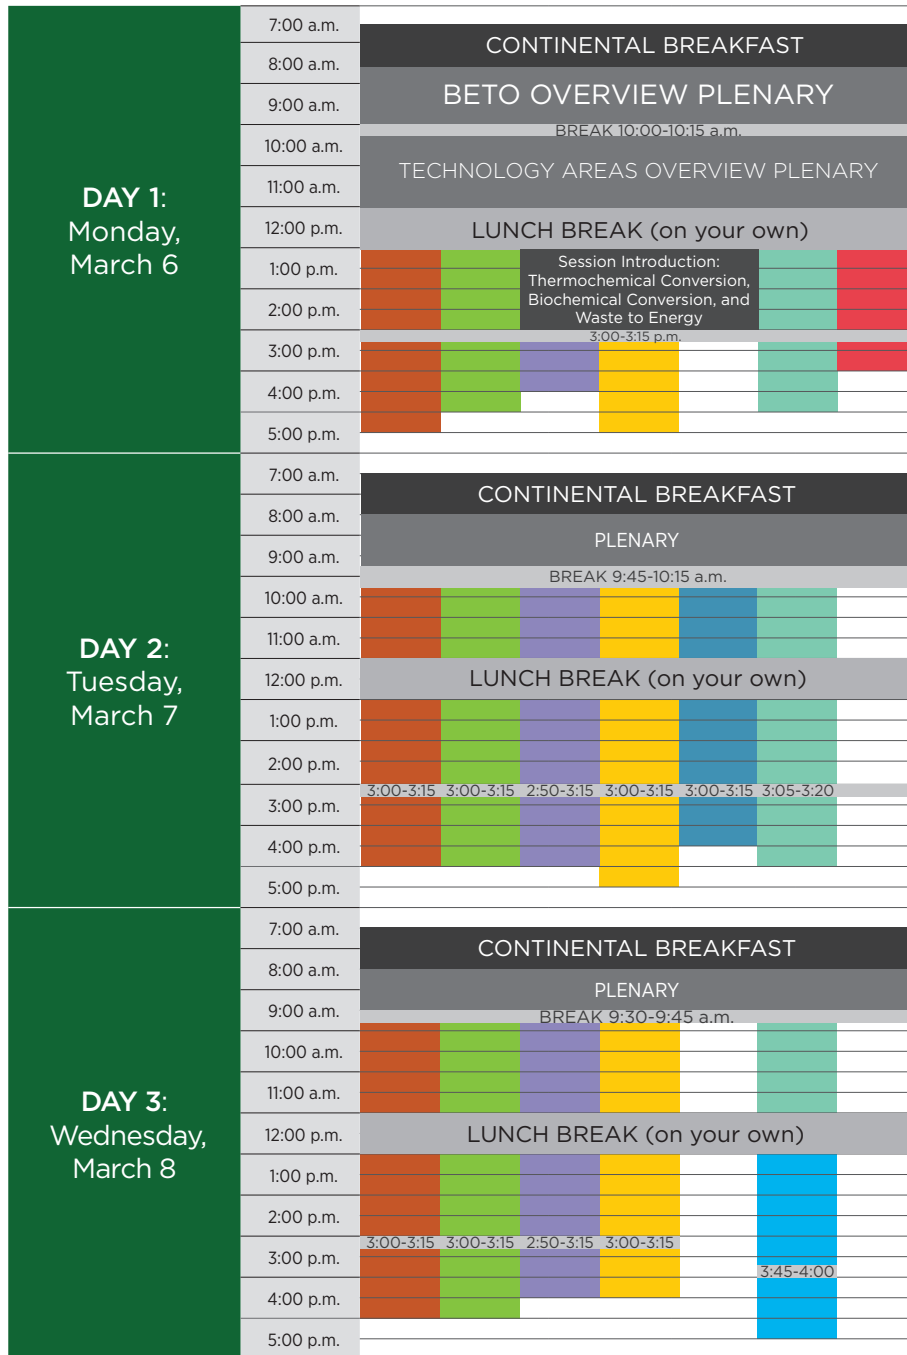 7:00 a.m.
CONTINENTAL BREAKFAST
8:00 a.m.
BETO OVERVIEW PLENARY
9:00 a.m.
BREAK 10:00-10:15 a.m.
10:00 a.m.
TECHNOLOGY AREAS OVERVIEW PLENARY
11:00 a.m.
DAY 1:
Monday,
March 6
12:00 p.m.
LUNCH BREAK (on your own)
1:00 p.m.
Session Introduction:
Thermochemical Conversion,
Biochemical Conversion, and
Waste to Energy
2:00 p.m.
3:00-3:15 p.m.
3:00 p.m.
4:00 p.m.
5:00 p.m.
7:00 a.m.
CONTINENTAL BREAKFAST
8:00 a.m.
PLENARY
9:00 a.m.
BREAK 9:45-10:15 a.m.
10:00 a.m.
11:00 a.m.
DAY 2:
Tuesday,
March 7
12:00 p.m.
LUNCH BREAK (on your own)
1:00 p.m.
2:00 p.m.
3:00-3:15 3:00-3:15 2:50-3:15 3:00-3:15 3:00-3:15 3:05-3:20
3:00 p.m.
4:00 p.m.
5:00 p.m.
7:00 a.m.
CONTINENTAL BREAKFAST
8:00 a.m.
PLENARY
9:00 a.m.
BREAK 9:30-9:45 a.m.
10:00 a.m.
11:00 a.m.
DAY 3:
Wednesday,
March 8
12:00 p.m.
LUNCH BREAK (on your own)
1:00 p.m.
2:00 p.m.
3:00-3:15 3:00-3:15 2:50-3:15 3:00-3:15
3:00 p.m.
3:45-4:00
4:00 p.m.
5:00 p.m.